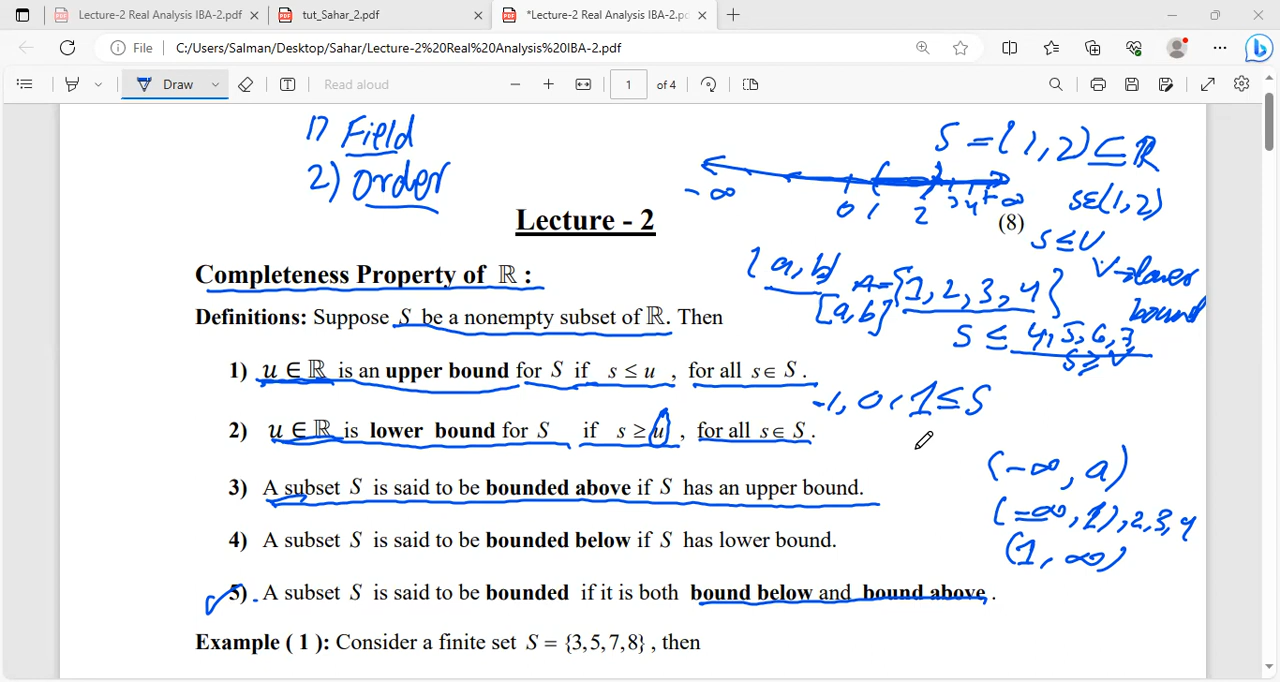 Lecture-2 Real Analysis IBA-2.pdf
tut_Sahar_2.pdf
*Lecture-2 Real Analysis IBA-2.pd
File
C:/Users/Salman/Desktop/Sahar/Lecture-2%20Real%20Analysis%20IBA-2.pdf
Draw
Read aloud
1
of 4
1) Field
2) Order
S = (1, 2) ⊆ ℝ
-∞ 0 1 2 3 4 +∞
s∈(1, 2)
(8)
s ≤ U
Lecture - 2
Completeness Property of ℝ :
(a, b)
A = {1, 2, 3, 4}
V → lower
bound
[a, b]
Definitions: Suppose S be a nonempty subset of ℝ. Then
S ≤ 4, 5, 6, 7
S ≥ V
1) u ∈ ℝ is an upper bound for S if s ≤ u , for all s∈ S .
-1, 0, 1 ≤ S
2) u ∈ ℝ is lower bound for S if s ≥ u , for all s∈ S.
(-∞, a)
3) A subset S is said to be bounded above if S has an upper bound.
(-∞, 1), 2, 3, 4
4) A subset S is said to be bounded below if S has lower bound.
(1, ∞)
5). A subset S is said to be bounded if it is both bound below and bound above .
Example ( 1 ): Consider a finite set S = {3,5,7,8} , then